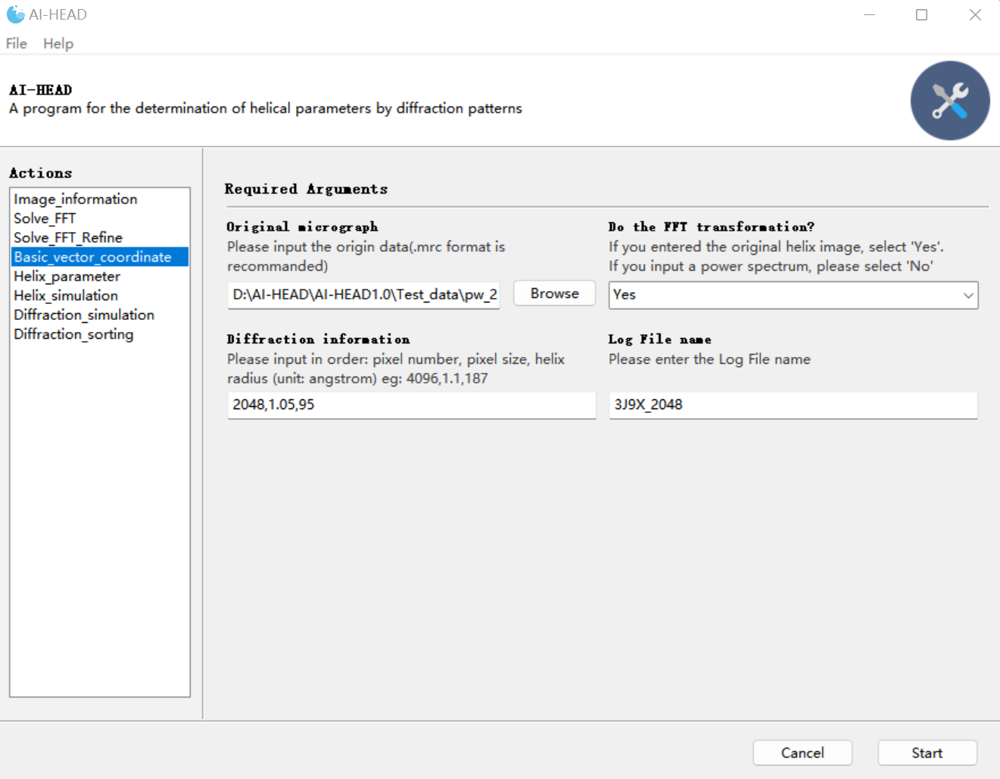 AI-HEAD
File Help
AI-HEAD
A program for the determination of helical parameters by diffraction patterns
Actions
Image_information
Solve_FFT
Solve_FFT_Refine
Basic_vector_coordinate
Helix_parameter
Helix_simulation
Diffraction_simulation
Diffraction_sorting
Required Arguments
Original micrograph
Please input the origin data(.mrc format is
recommanded)
D:\AI-HEAD\AI-HEAD1.0\Test_data\pw_2
Browse
Do the FFT transformation?
If you entered the original helix image, select 'Yes'.
If you input a power spectrum, please select 'No'
Yes
Diffraction information
Please input in order: pixel number, pixel size, helix
radius (unit: angstrom) eg: 4096,1.1,187
2048,1.05,95
Log File name
Please enter the Log File name
3J9X_2048
Cancel
Start